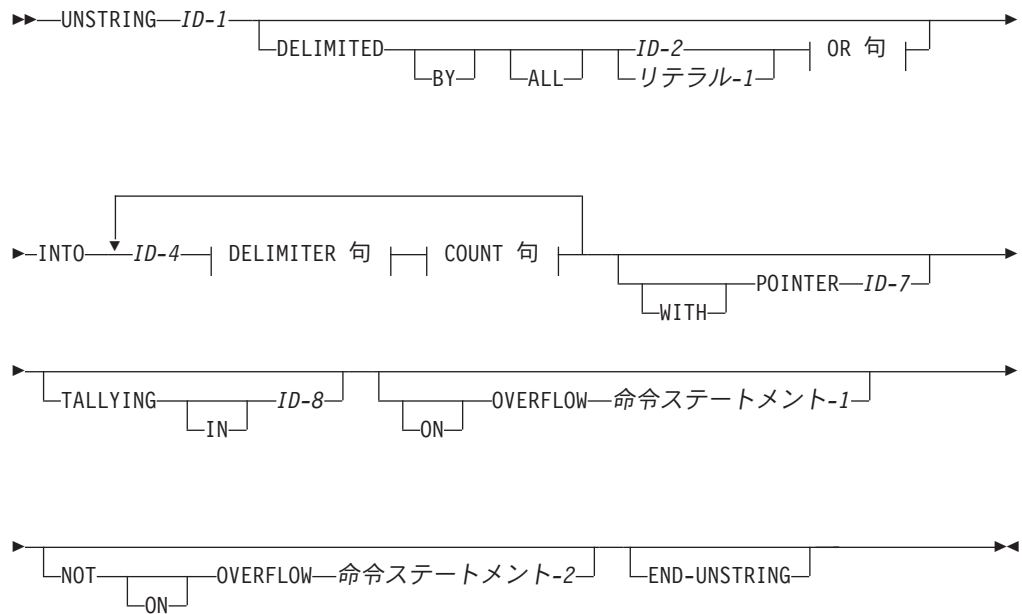 UNSTRING ID-1
DELIMITED ID-2 OR 句
BY ALL リテラル-1
INTO ID-4 DELIMITER 句 COUNT 句
POINTER ID-7
WITH
TALLYING ID-8 OVERFLOW 命令ステートメント-1
IN ON
NOT OVERFLOW 命令ステートメント-2 END-UNSTRING
ON